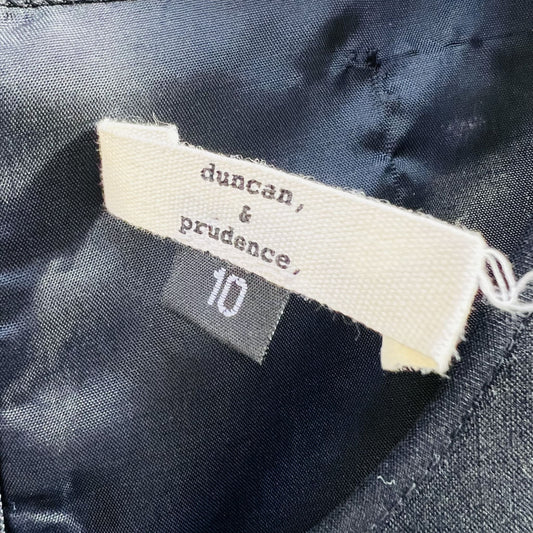 duncan,
&
prudence,
10